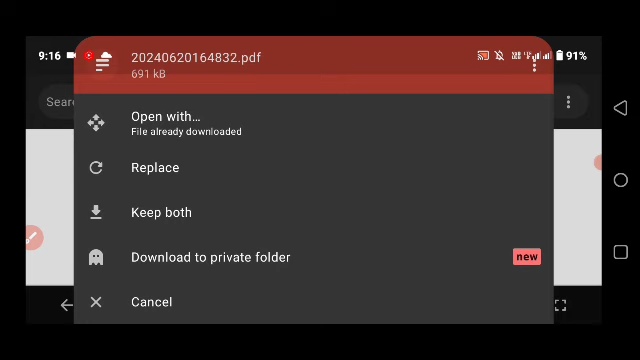 9:16
91%
20240620164832.pdf
691 kB
Sear
Open with...
File already downloaded
Replace
Keep both
Download to private folder
new
Cancel